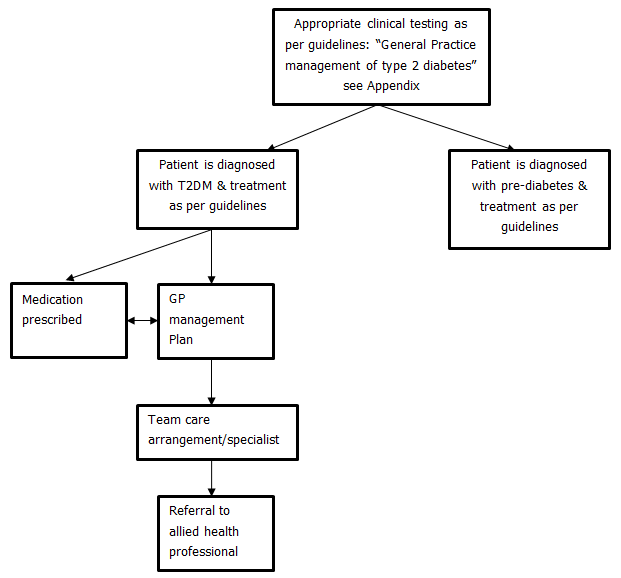 Appropriate clinical testing as
per guidelines: “General Practice
management of type 2 diabetes”
see Appendix
Patient is diagnosed
with T2DM & treatment
as per guidelines
Patient is diagnosed
with pre-diabetes &
treatment as per
guidelines
Medication
prescribed
GP
management
Plan
Team care
arrangement/specialist
Referral to
allied health
professional